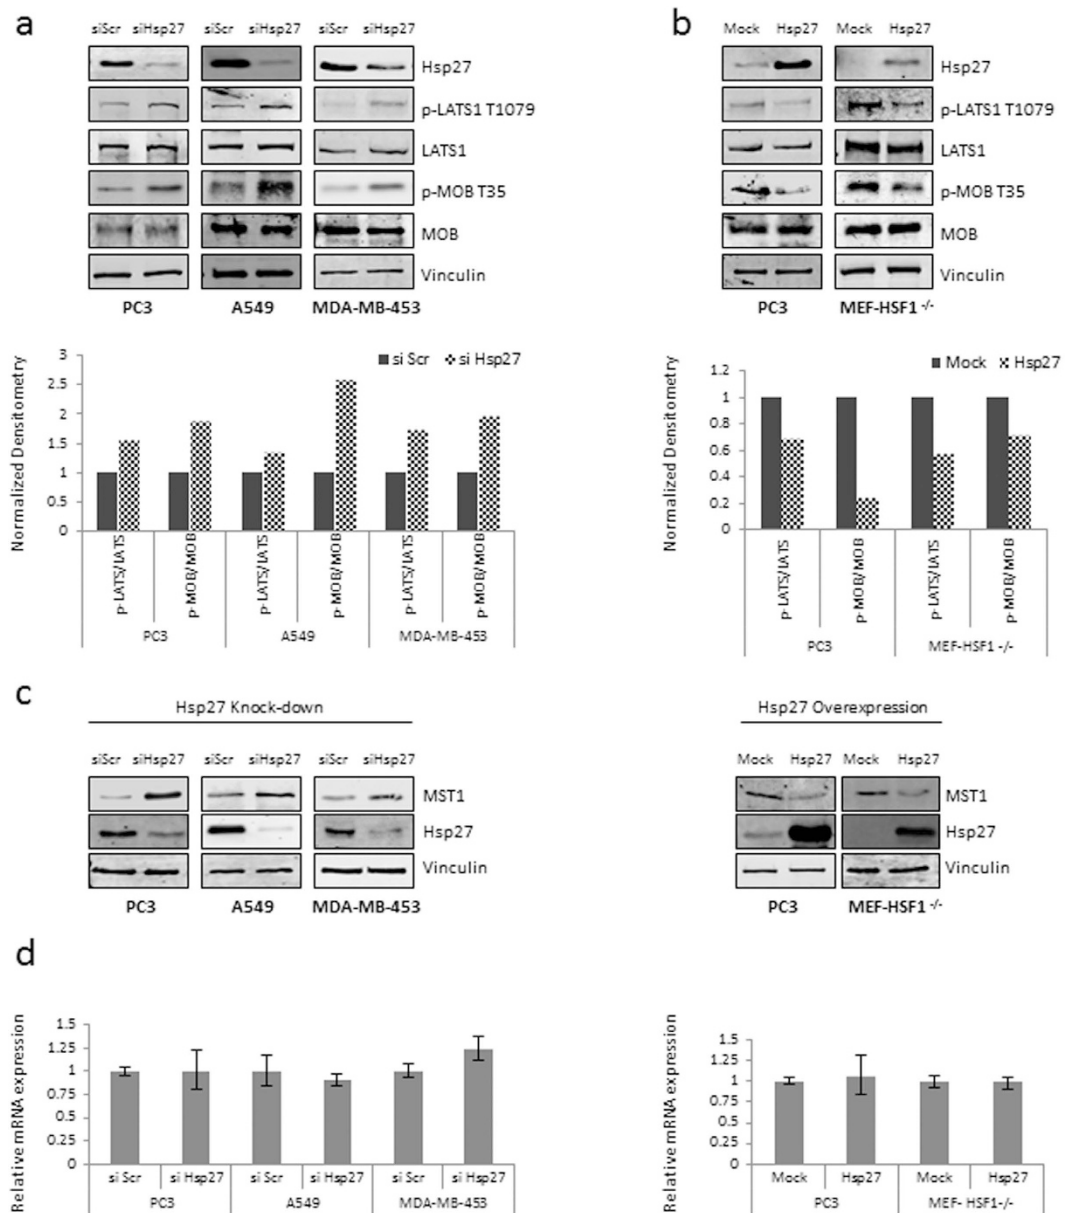 a
siScr siHsp27 siScr siHsp27 siScr siHsp27
Hsp27
p-LATS1 T1079
LATS1
p-MOB T35
MOB
Vinculin
PC3 A549 MDA-MB-453
b
Mock Hsp27 Mock Hsp27
Hsp27
p-LATS1 T1079
LATS1
p-MOB T35
MOB
Vinculin
PC3 MEF-HSF1 -/-
Normalized Densitometry
si Scr si Hsp27
3
2.5
2
1.5
1
0.5
0
p-LATS/LATS p-MOB/MOB p-LATS/LATS p-MOB/MOB p-LATS/LATS p-MOB/MOB
PC3 A549 MDA-MB-453
Normalized Densitometry
Mock Hsp27
1.2
1
0.8
0.6
0.4
0.2
0
p-LATS/LATS p-MOB/MOB p-LATS/LATS p-MOB/MOB
PC3 MEF-HSF1 -/-
c
Hsp27 Knock-down
siScr siHsp27 siScr siHsp27 siScr siHsp27
MST1
Hsp27
Vinculin
PC3 A549 MDA-MB-453
Hsp27 Overexpression
Mock Hsp27 Mock Hsp27
MST1
Hsp27
Vinculin
PC3 MEF-HSF1 -/-
d
Relative mRNA expression
1.5
1.25
1
0.75
0.5
0.25
0
si Scr si Hsp27 si Scr si Hsp27 si Scr si Hsp27
PC3 A549 MDA-MB-453
Relative mRNA expression
1.5
1.25
1
0.75
0.5
0.25
0
Mock Hsp27 Mock Hsp27
PC3 MEF- HSF1-/-